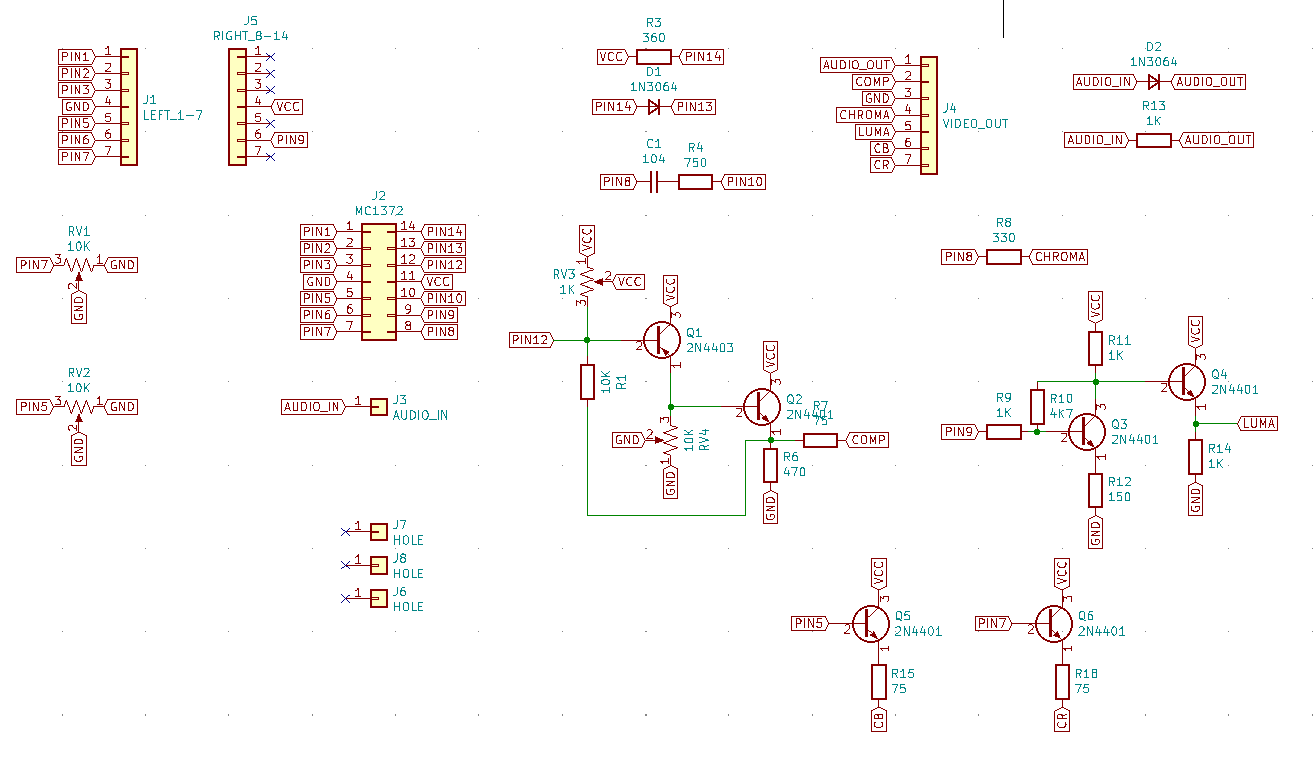 J5
RIGHT_8-14
PIN1 1
PIN2 2
PIN3 3
GND 4
PIN5 5
PIN6 6
PIN7 7
J1
LEFT_1-7
1
2
3
4 VCC
5
6 PIN9
7
R3
360
VCC PIN14
D1
1N3064
PIN14 PIN13
C1
104
R4
750
PIN8 PIN10
AUDIO_OUT 1
COMP 2
GND 3
CHROMA 4
LUMA 5
CB 6
CR 7
J4
VIDEO_OUT
D2
1N3064
AUDIO_IN AUDIO_OUT
R13
1K
AUDIO_IN AUDIO_OUT
J2
MC1372
PIN1 1 14 PIN14
PIN2 2 13 PIN13
PIN3 3 12 PIN12
GND 4 11 VCC
PIN5 5 10 PIN10
PIN6 6 9 PIN9
PIN7 7 8 PIN8
RV1
10K
PIN7 3 1 GND
2
GND
RV2
10K
PIN5 3 1 GND
2
GND
AUDIO_IN 1
J3
AUDIO_IN
1 J7
HOLE
1 J8
HOLE
1 J6
HOLE
VCC
1
RV3
1K
2 VCC
3
PIN12
VCC
3
2
Q1
2N4403
1
10K
R1
VCC
3
2
Q2
2N4401
1
3
GND 2
10K
RV4
1
GND
R7
75
COMP
R6
470
GND
R8
330
PIN8 CHROMA
VCC
R11
1K
R9
1K
PIN9
R10
4K7
3
2
Q3
2N4401
1
R12
150
GND
VCC
3
2
Q4
2N4401
1
LUMA
R14
1K
GND
VCC
3
PIN5 2
Q5
2N4401
1
R15
75
CB
VCC
3
PIN7 2
Q6
2N4401
1
R18
75
CR